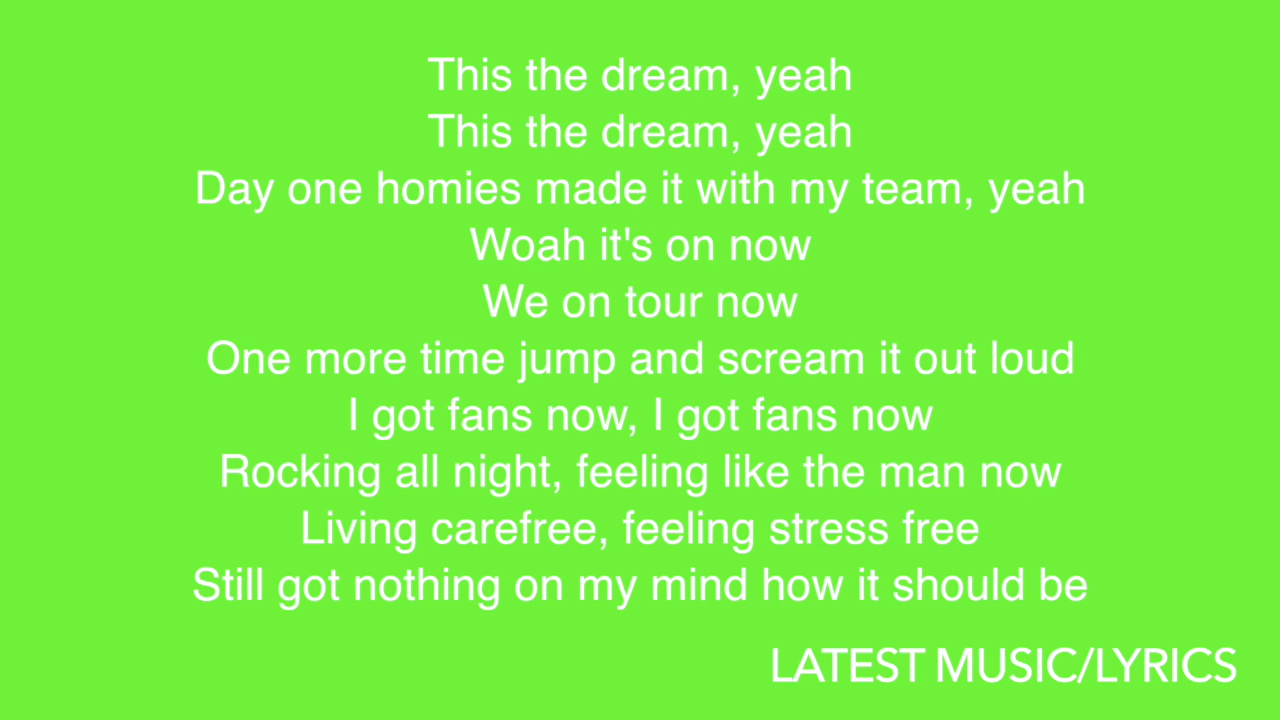 This the dream, yeah
This the dream, yeah
Day one homies made it with my team, yeah
Woah it's on now
We on tour now
One more time jump and scream it out loud
I got fans now, I got fans now
Rocking all night, feeling like the man now
Living carefree, feeling stress free
Still got nothing on my mind how it should be
LATEST MUSIC/LYRICS